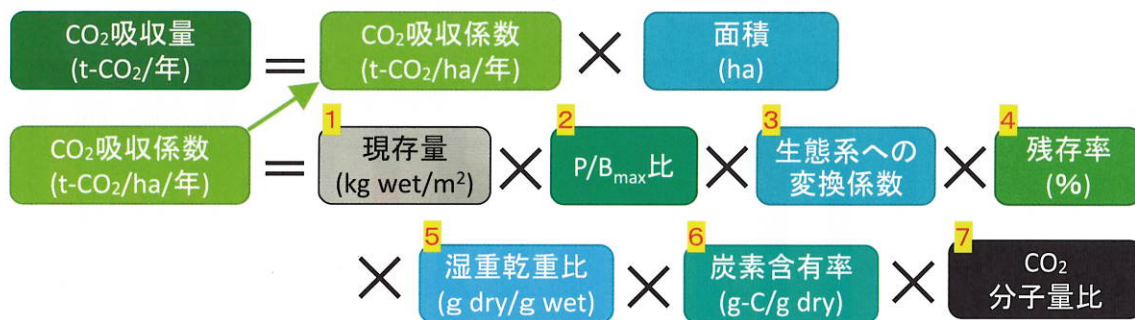 CO₂吸収量
(t-CO₂/年)
=
CO₂吸収係数
(t-CO₂/ha/年)
×
面積
(ha)
CO₂吸収係数
(t-CO₂/ha/年)
=
1
現存量
(kg wet/m²)
×
2
P/Bmax比
×
3
生態系への
変換係数
×
4
残存率
(%)
×
5
湿重乾重比
(g dry/g wet)
×
6
炭素含有率
(g-C/g dry)
×
7
CO₂
分子量比